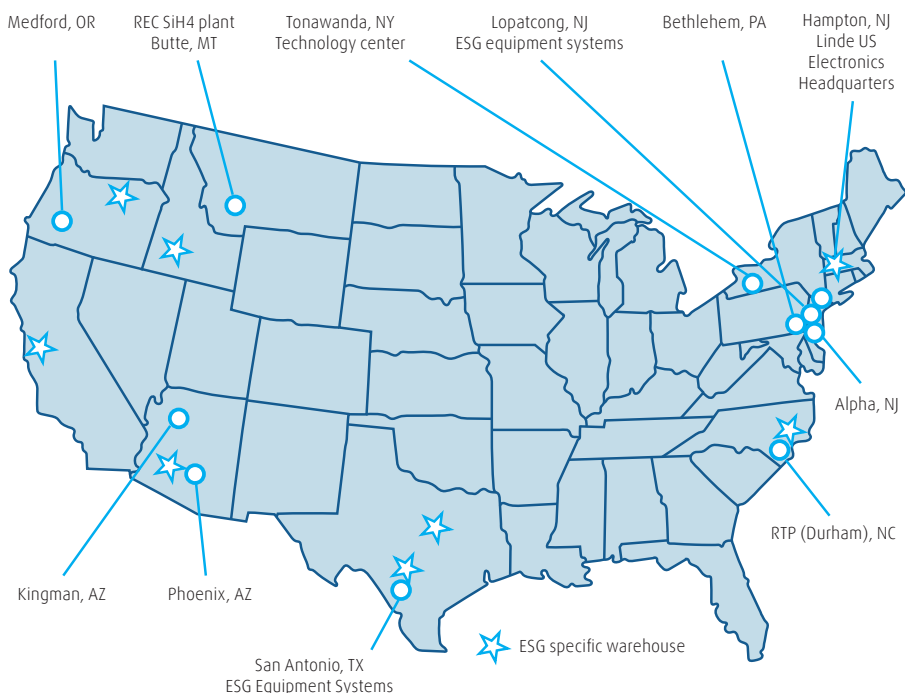 Medford, OR
REC SiH4 plant
Butte, MT
Tonawanda, NY
Technology center
Lopatcong, NJ
ESG equipment systems
Bethlehem, PA
Hampton, NJ
Linde US
Electronics
Headquarters
Alpha, NJ
RTP (Durham), NC
Kingman, AZ
Phoenix, AZ
San Antonio, TX
ESG Equipment Systems
ESG specific warehouse